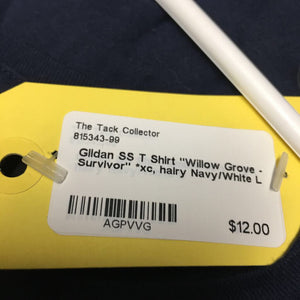 The Tack Collector
815343-99
Gildan SS T Shirt "Willow Grove -
Survivor" *xc, hairy Navy/White L
AGPVVG
$12.00